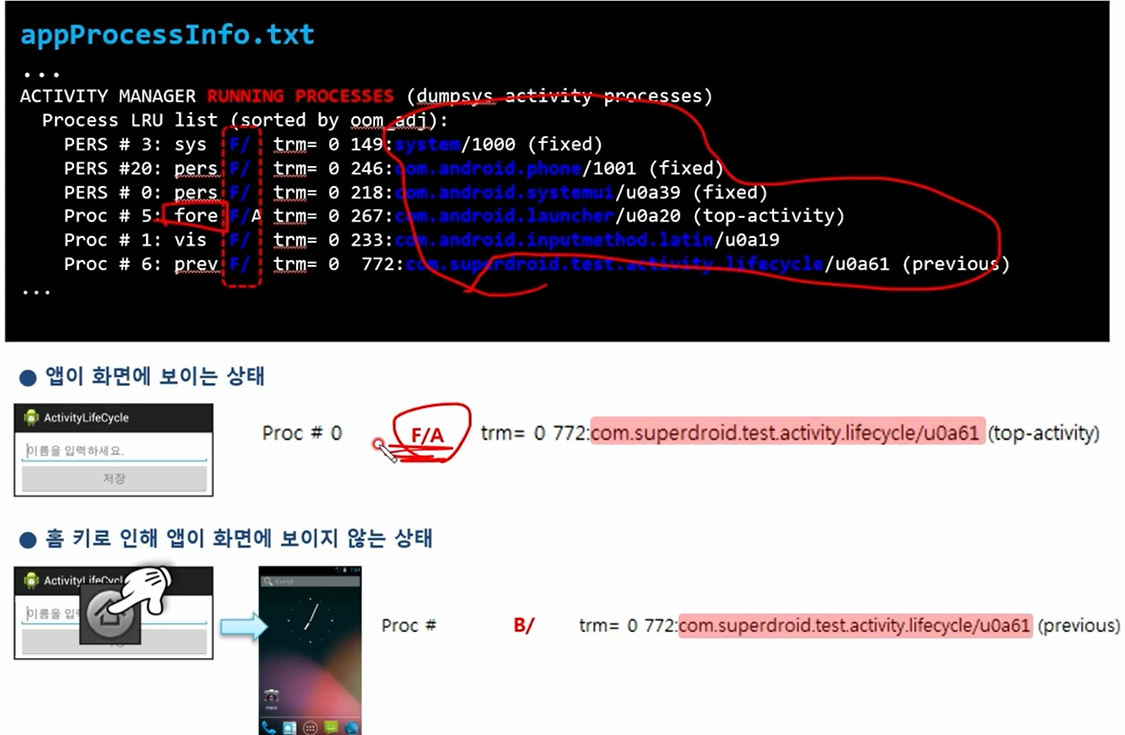 appProcessInfo.txt
...
ACTIVITY MANAGER RUNNING PROCESSES (dumpsys activity processes)
Process LRU list (sorted by oom_adj):
PERS # 3: sys F/ trm= 0 149:system/1000 (fixed)
PERS #20: pers F/ trm= 0 246:com.android.phone/1001 (fixed)
PERS # 0: pers F/ trm= 0 218:com.android.systemui/u0a39 (fixed)
Proc # 5: fore F/A trm= 0 267:com.android.launcher/u0a20 (top-activity)
Proc # 1: vis F/ trm= 0 233:com.android.inputmethod.latin/u0a19
Proc # 6: prev F/ trm= 0 772:com.superdroid.test.activity.lifecycle/u0a61 (previous)
...
● 앱이 화면에 보이는 상태
ActivityLifeCycle
이름을 입력하세요.
저장
Proc # 0 F/A trm= 0 772:com.superdroid.test.activity.lifecycle/u0a61 (top-activity)
● 홈 키로 인해 앱이 화면에 보이지 않는 상태
ActivityLifeCycl
이름을 입력
Google
Proc # B/ trm= 0 772:com.superdroid.test.activity.lifecycle/u0a61 (previous)